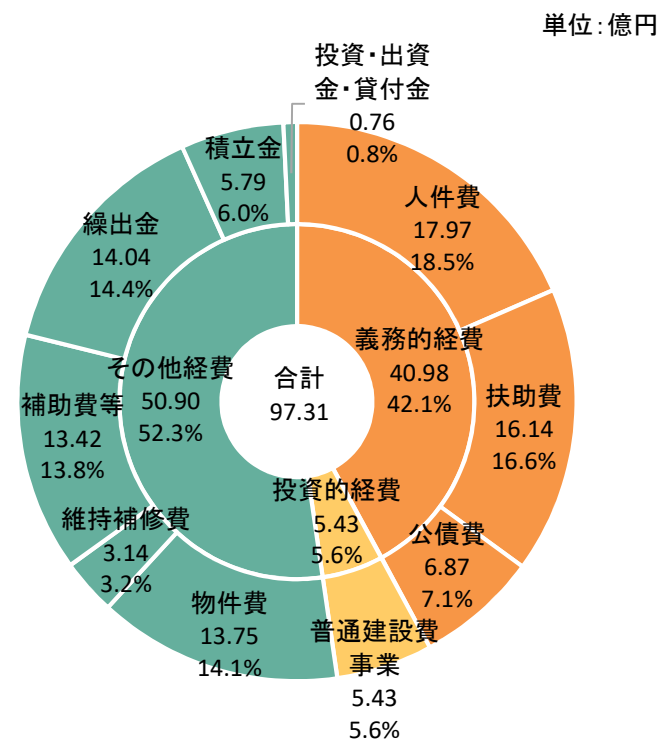 単位：億円
投資・出資
金・貸付金
0.76
0.8%
人件費
17.97
18.5%
扶助費
16.14
16.6%
公債費
6.87
7.1%
普通建設費
事業
5.43
5.6%
物件費
13.75
14.1%
維持補修費
3.14
3.2%
補助費等
13.42
13.8%
繰出金
14.04
14.4%
積立金
5.79
6.0%
義務的経費
40.98
42.1%
投資的経費
5.43
5.6%
その他経費
50.90
52.3%
合計
97.31